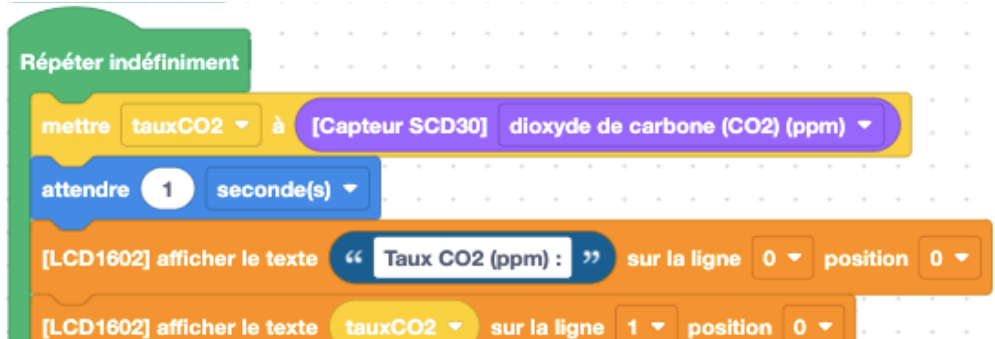 Répéter indéfiniment
mettre tauxCO2 à [Capteur SCD30] dioxyde de carbone (CO2) (ppm)
attendre 1 seconde(s)
[LCD1602] afficher le texte “ Taux CO2 (ppm) : ” sur la ligne 0 position 0
[LCD1602] afficher le texte tauxCO2 sur la ligne 1 position 0